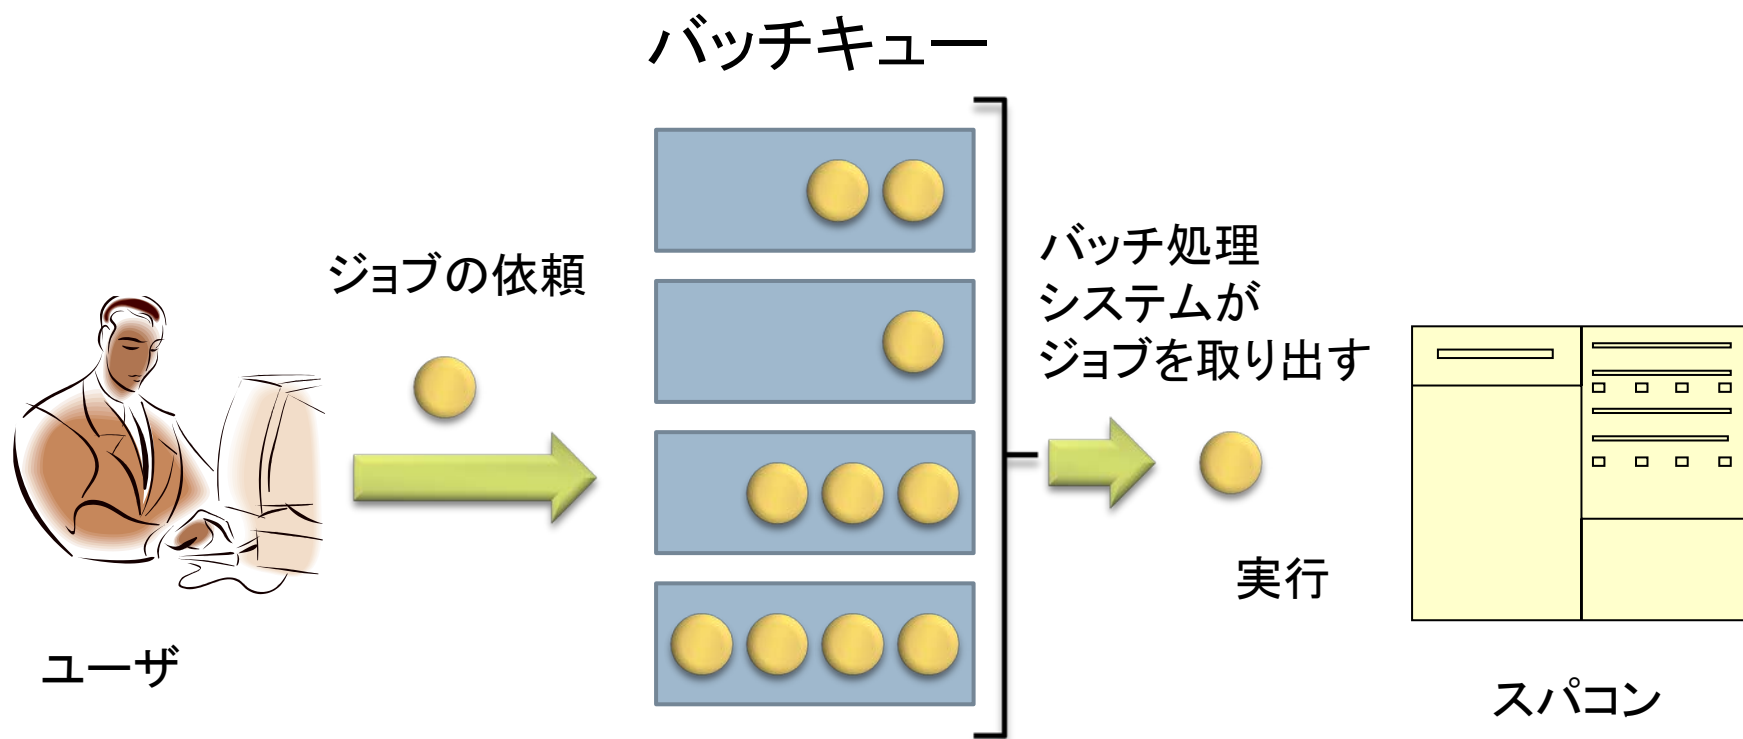 バッチキュー
ジョブの依頼
バッチ処理
システムが
ジョブを取り出す
実行
ユーザ
スパコン